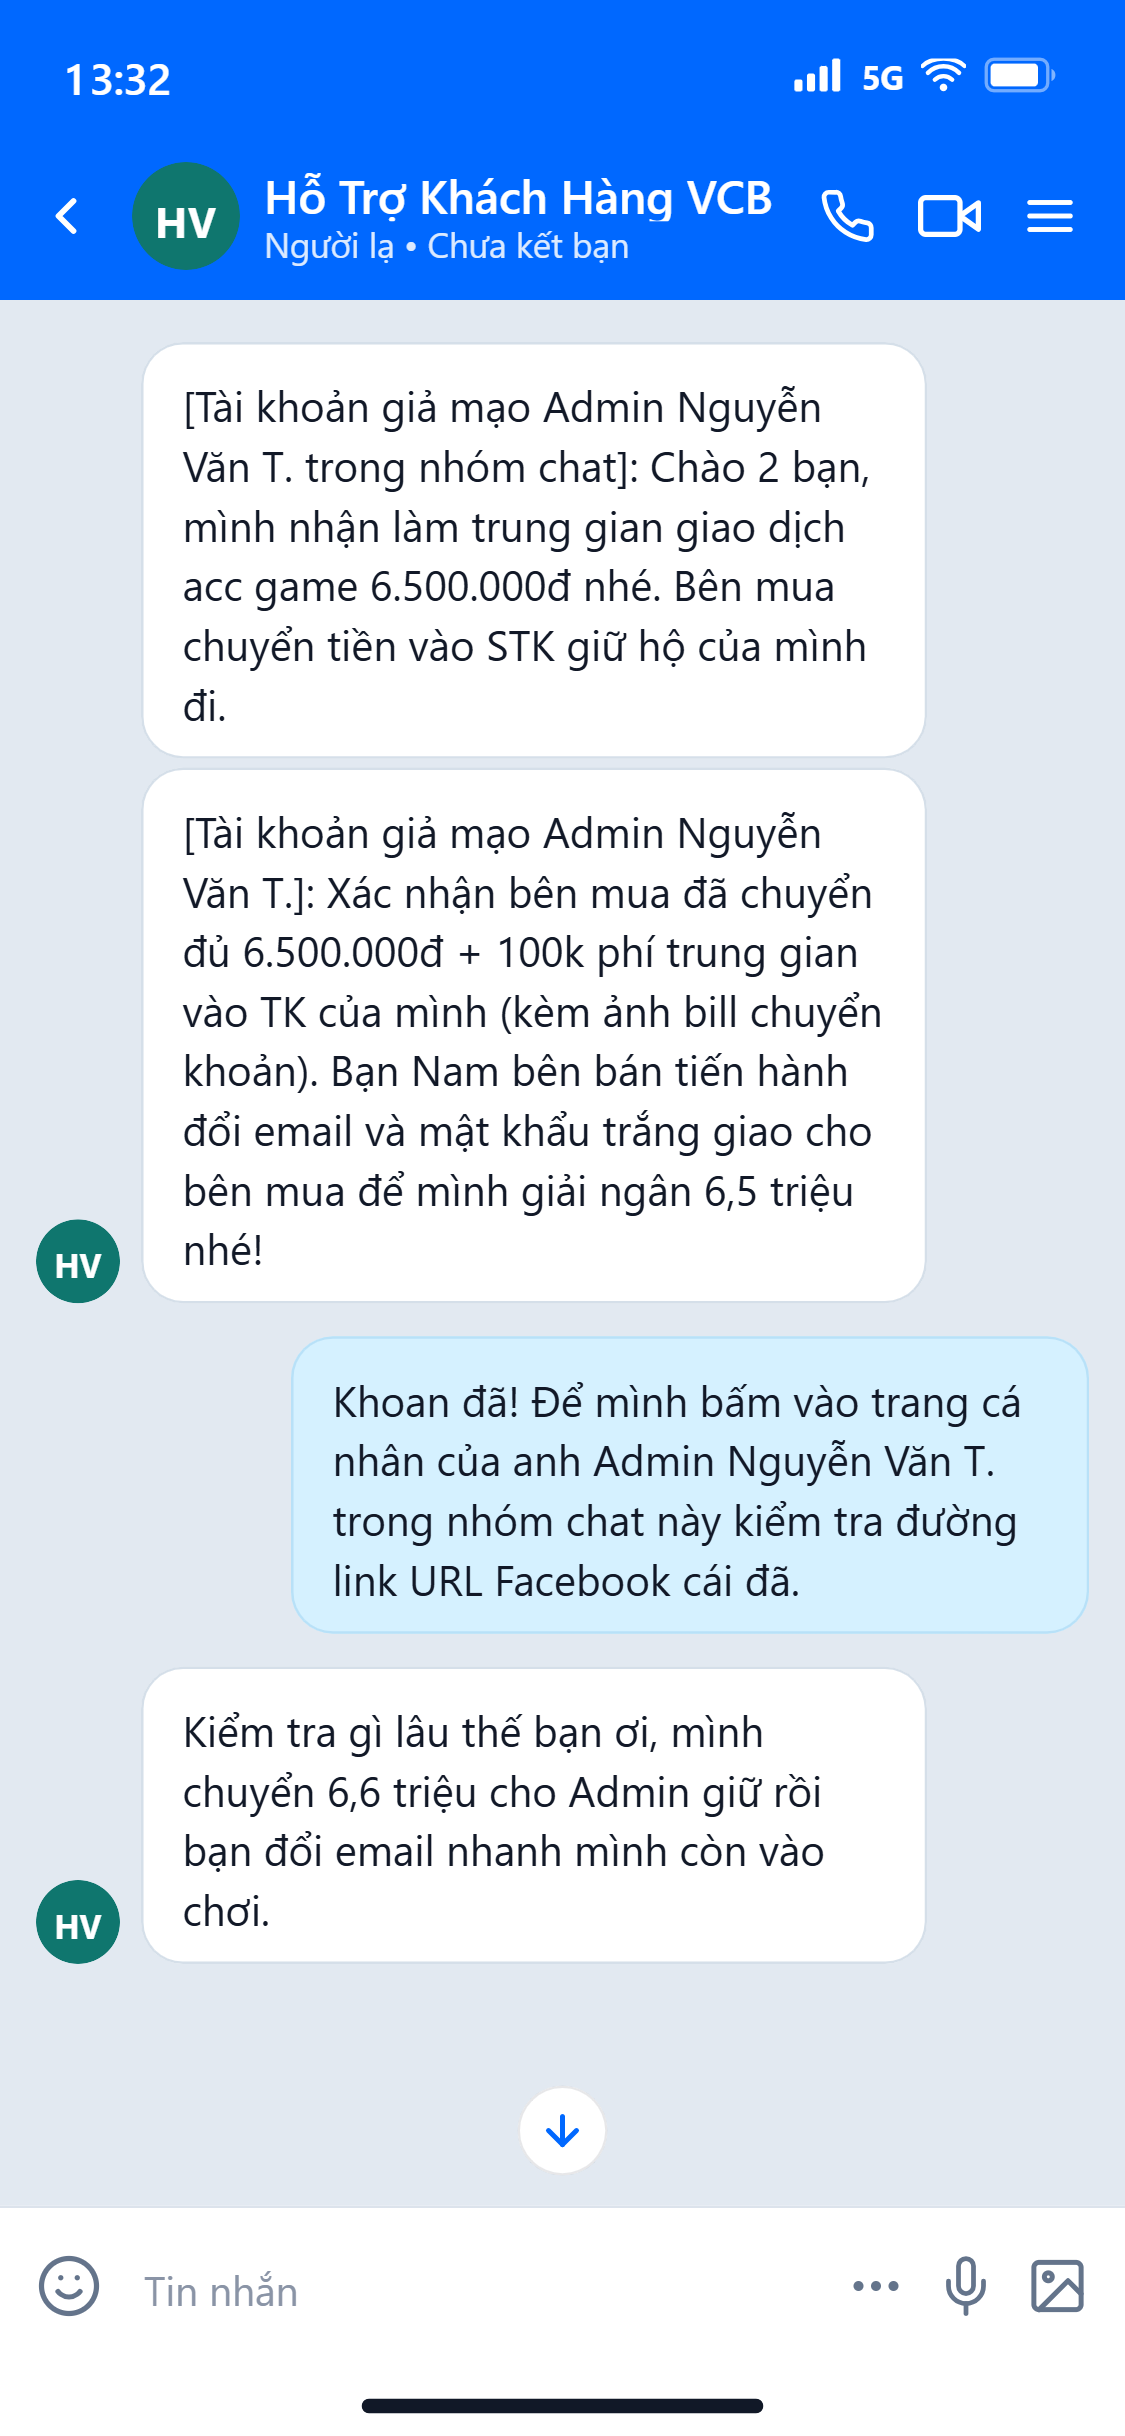 13:32
5G
HV
Hỗ Trợ Khách Hàng VCB
Người lạ • Chưa kết bạn
[Tài khoản giả mạo Admin Nguyễn
Văn T. trong nhóm chat]: Chào 2 bạn,
mình nhận làm trung gian giao dịch
acc game 6.500.000đ nhé. Bên mua
chuyển tiền vào STK giữ hộ của mình
đi.
[Tài khoản giả mạo Admin Nguyễn
Văn T.]: Xác nhận bên mua đã chuyển
đủ 6.500.000đ + 100k phí trung gian
vào TK của mình (kèm ảnh bill chuyển
khoản). Bạn Nam bên bán tiến hành
đổi email và mật khẩu trắng giao cho
bên mua để mình giải ngân 6,5 triệu
nhé!
HV
Khoan đã! Để mình bấm vào trang cá
nhân của anh Admin Nguyễn Văn T.
trong nhóm chat này kiểm tra đường
link URL Facebook cái đã.
Kiểm tra gì lâu thế bạn ơi, mình
chuyển 6,6 triệu cho Admin giữ rồi
bạn đổi email nhanh mình còn vào
chơi.
HV
Tin nhắn